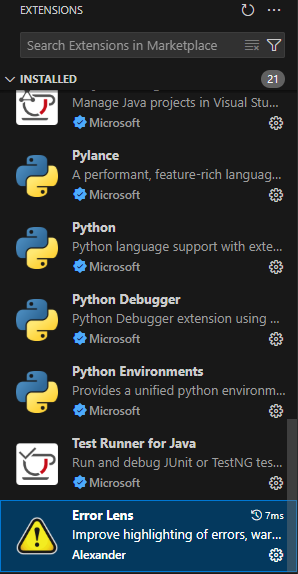 EXTENSIONS
Search Extensions in Marketplace
INSTALLED 21
Manage Java projects in Visual Stu...
Microsoft
Pylance
A performant, feature-rich languag...
Microsoft
Python
Python language support with exte...
Microsoft
Python Debugger
Python Debugger extension using ...
Microsoft
Python Environments
Provides a unified python environm...
Microsoft
Test Runner for Java
Run and debug JUnit or TestNG tes...
Microsoft
Error Lens 7ms
Improve highlighting of errors, war...
Alexander